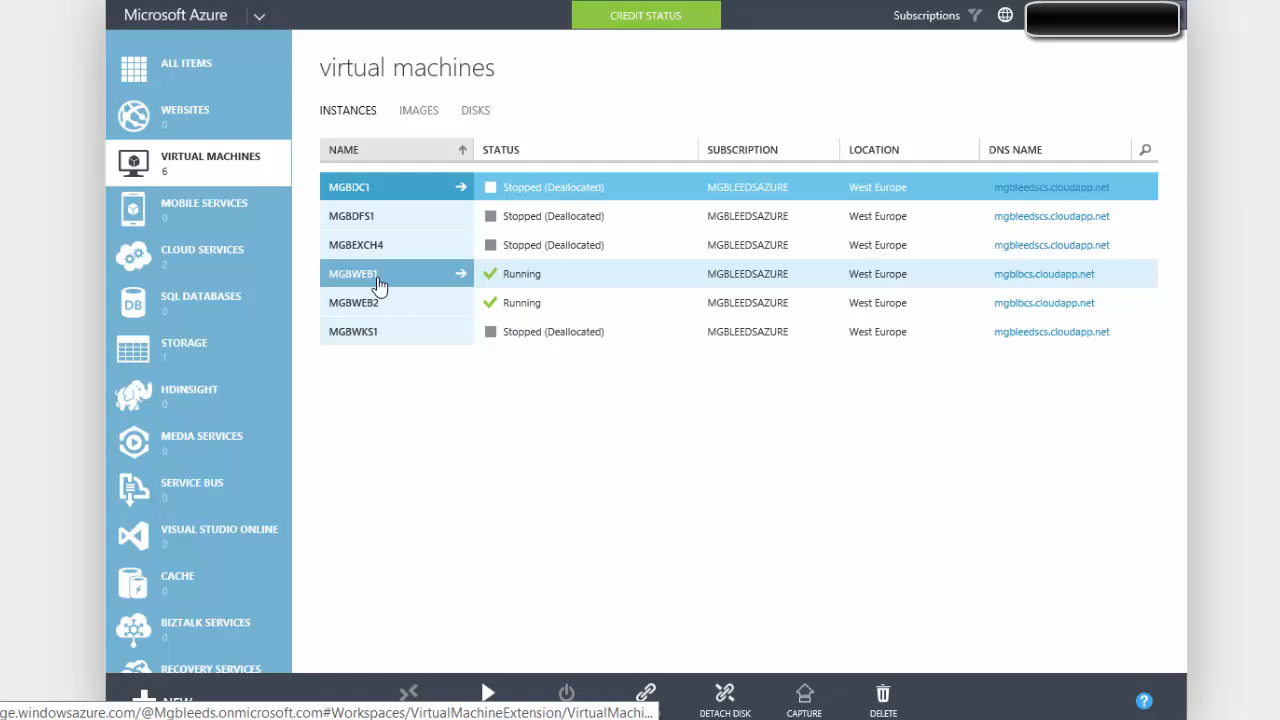 Microsoft Azure
CREDIT STATUS
Subscriptions
ALL ITEMS
WEBSITES
0
VIRTUAL MACHINES
6
MOBILE SERVICES
0
CLOUD SERVICES
2
SQL DATABASES
0
DB
STORAGE
1
HDINSIGHT
0
MEDIA SERVICES
0
SERVICE BUS
0
VISUAL STUDIO ONLINE
0
CACHE
0
BIZTALK SERVICES
0
RECOVERY SERVICES
virtual machines
INSTANCES IMAGES DISKS
NAME STATUS SUBSCRIPTION LOCATION DNS NAME
MGBDC1 Stopped (Deallocated) MGBLEEDSAZURE West Europe mgbleedscs.cloudapp.net
MGBDFS1 Stopped (Deallocated) MGBLEEDSAZURE West Europe mgbleedscs.cloudapp.net
MGBEXCH4 Stopped (Deallocated) MGBLEEDSAZURE West Europe mgbleedscs.cloudapp.net
MGBWEB1 Running MGBLEEDSAZURE West Europe mgblbcs.cloudapp.net
MGBWEB2 Running MGBLEEDSAZURE West Europe mgblbcs.cloudapp.net
MGBWKS1 Stopped (Deallocated) MGBLEEDSAZURE West Europe mgbleedscs.cloudapp.net
NEW
DETACH DISK CAPTURE DELETE
?
ge.windowsazure.com/@Mgbleeds.onmicrosoft.com#Workspaces/VirtualMachineExtension/VirtualMachi...